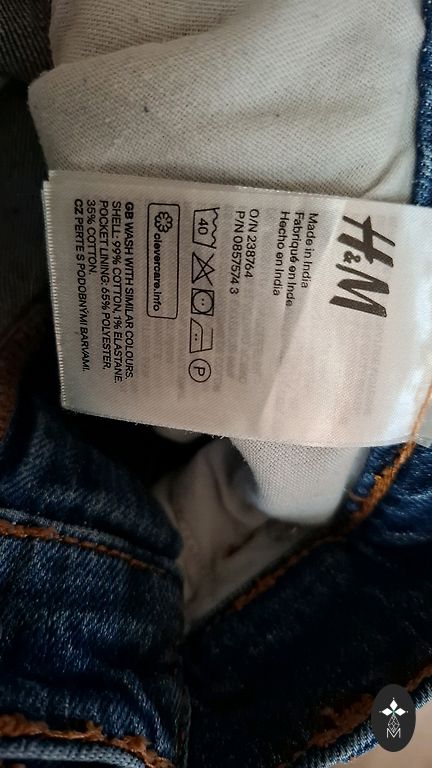 H&M
Made in India
Fabriqué en Inde
Hecho en India
O/N 238764
P/N 0857574 3
40
P
clevercare.info
GB WASH WITH SIMILAR COLOURS.
SHELL: 99% COTTON, 1% ELASTANE.
POCKET LINING: 65% POLYESTER,
35% COTTON.
CZ PERTE S PODOBNÝMI BARVAMI.
M